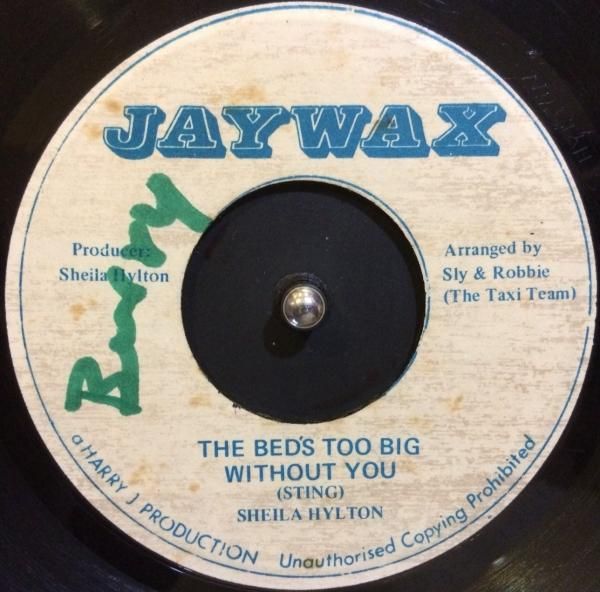 JAYWAX
Producer:
Sheila Hylton
Arranged by
Sly & Robbie
(The Taxi Team)
THE BED'S TOO BIG
WITHOUT YOU
(STING)
SHEILA HYLTON
a HARRY J PRODUCTION Unauthorised Copying Prohibited